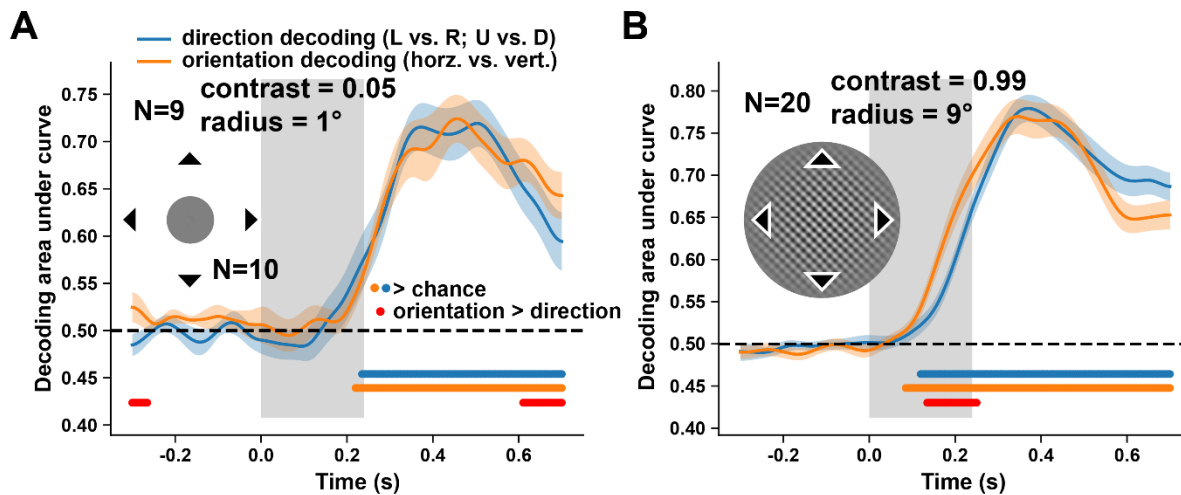 A
direction decoding (L vs. R; U vs. D)
orientation decoding (horz. vs. vert.)
contrast = 0.05
radius = 1°
N=9
N=10
> chance
orientation > direction
Decoding area under curve
0.75
0.70
0.65
0.60
0.55
0.50
0.45
0.40
-0.2
0.0
0.2
0.4
0.6
Time (s)
B
contrast = 0.99
radius = 9°
N=20
Decoding area under curve
0.80
0.75
0.70
0.65
0.60
0.55
0.50
0.45
0.40
-0.2
0.0
0.2
0.4
0.6
Time (s)